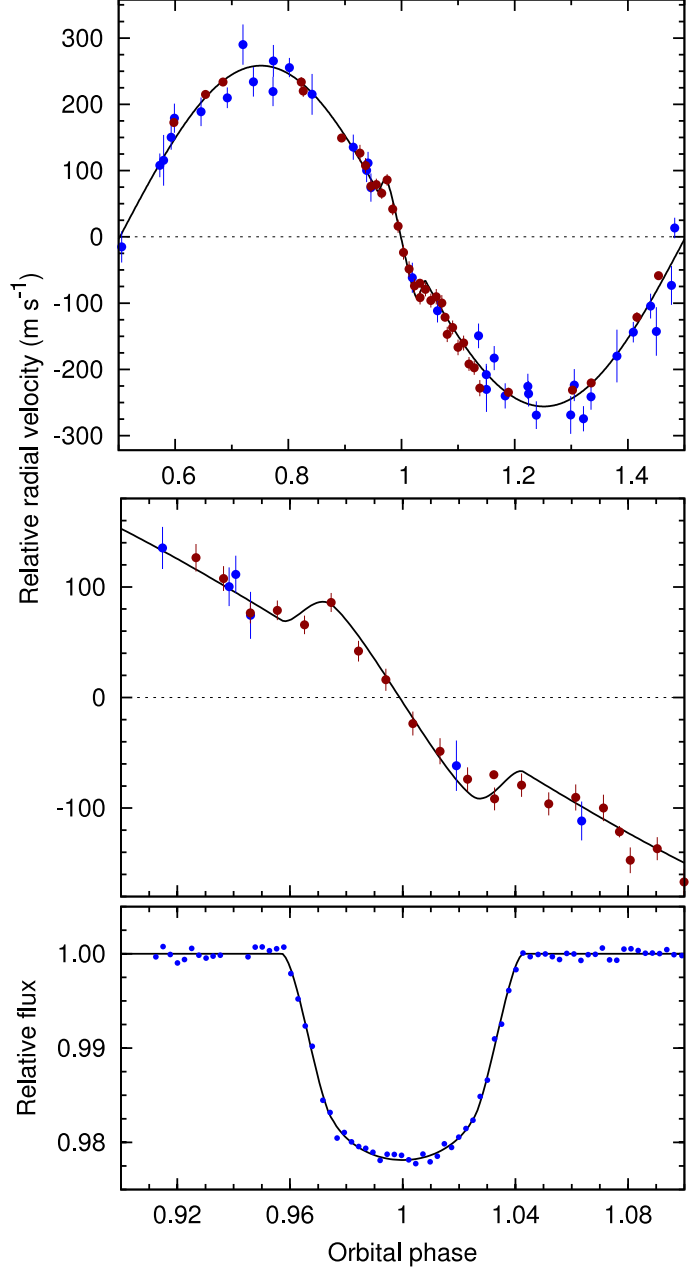 300
200
100
0
-100
-200
-300
0.6 0.8 1 1.2 1.4
Relative radial velocity (m s⁻¹)
100
0
-100
1.00
0.99
0.98
Relative flux
0.92 0.96 1 1.04 1.08
Orbital phase